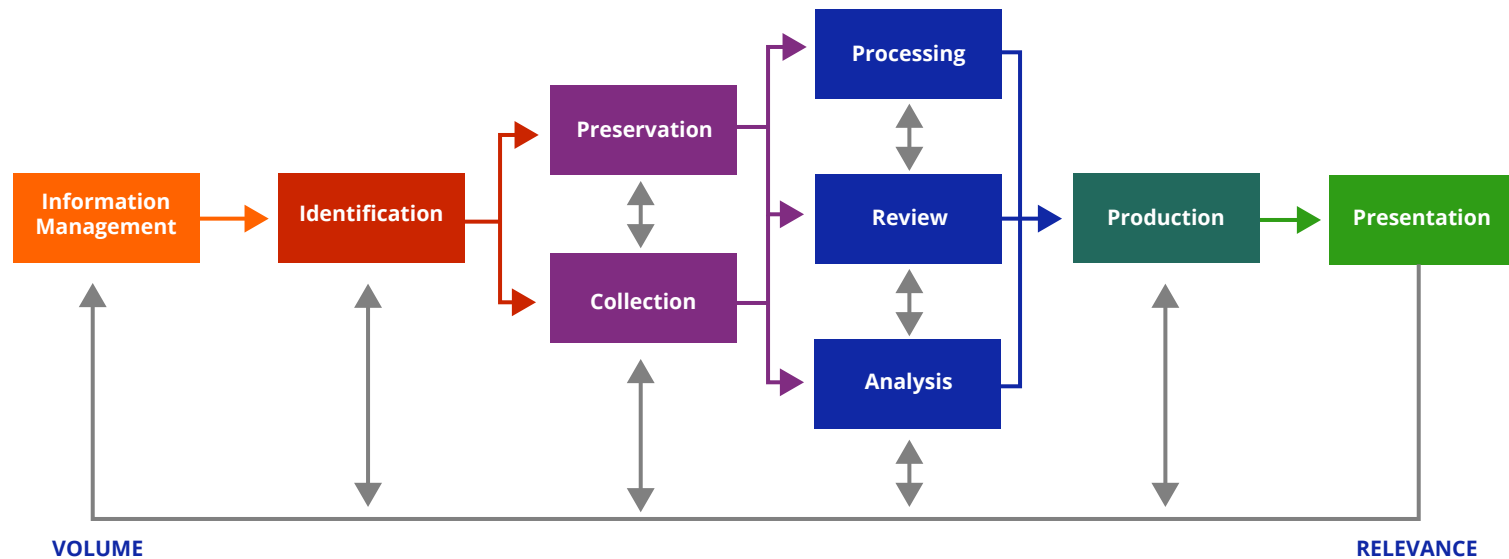 Information
Management
Identification
Preservation
Collection
Processing
Review
Analysis
Production
Presentation
VOLUME
RELEVANCE